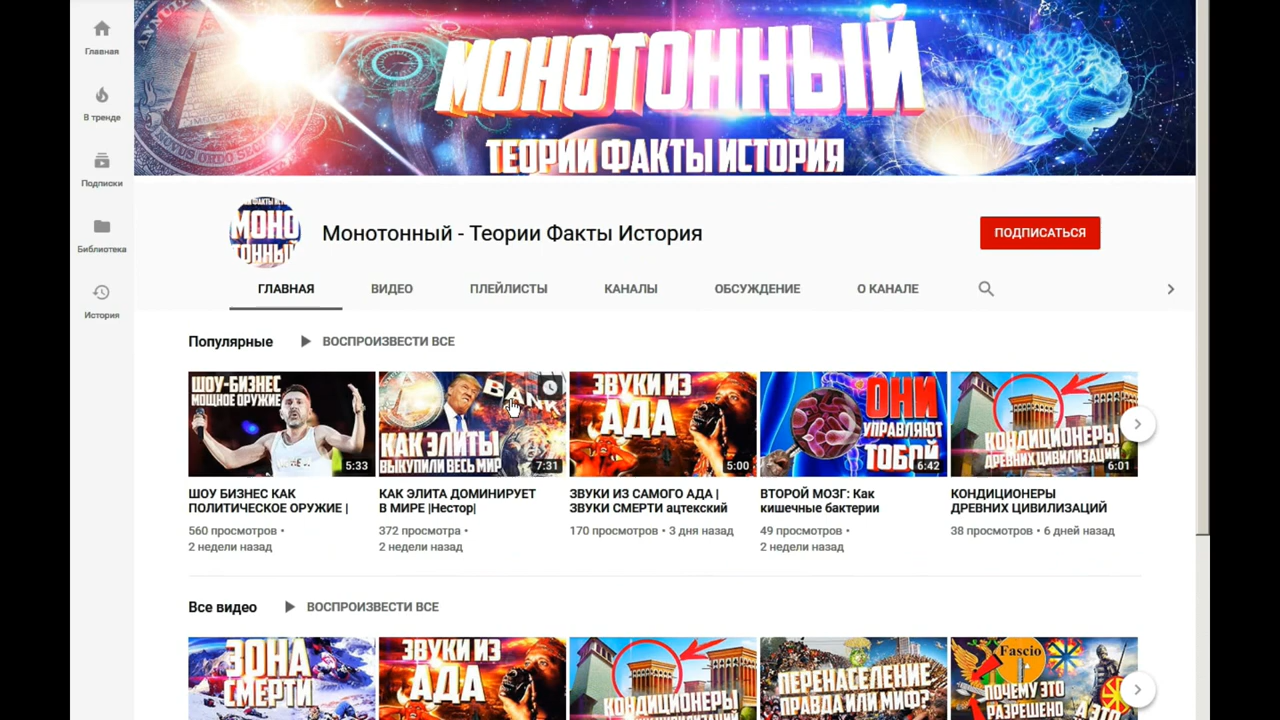 Главная
В тренде
Подписки
Библиотека
История
МОНОТОННЫЙ
ТЕОРИИ ФАКТЫ ИСТОРИЯ
МОНО
ТОННЫЙ
Монотонный - Теории Факты История
ПОДПИСАТЬСЯ
ГЛАВНАЯ
ВИДЕО
ПЛЕЙЛИСТЫ
КАНАЛЫ
ОБСУЖДЕНИЕ
О КАНАЛЕ
Популярные
ВОСПРОИЗВЕСТИ ВСЕ
ШОУ-БИЗНЕС
МОЩНОЕ ОРУЖИЕ
5:33
ШОУ БИЗНЕС КАК
ПОЛИТИЧЕСКОЕ ОРУЖИЕ |
560 просмотров •
2 недели назад
BANK
КАК ЭЛИТЫ
ВЫКУПИЛИ ВЕСЬ МИР
7:31
КАК ЭЛИТА ДОМИНИРУЕТ
В МИРЕ |Нестор|
372 просмотра •
2 недели назад
ЗВУКИ ИЗ
АДА
5:00
ЗВУКИ ИЗ САМОГО АДА |
ЗВУКИ СМЕРТИ ацтекский
170 просмотров • 3 дня назад
ОНИ
УПРАВЛЯЮТ
ТОБОЙ
6:42
ВТОРОЙ МОЗГ: Как
кишечные бактерии
49 просмотров •
2 недели назад
КОНДИЦИОНЕРЫ
ДРЕВНИХ ЦИВИЛИЗАЦИЙ
6:01
КОНДИЦИОНЕРЫ
ДРЕВНИХ ЦИВИЛИЗАЦИЙ
38 просмотров • 6 дней назад
Все видео
ВОСПРОИЗВЕСТИ ВСЕ
ЗОНА
СМЕРТИ
ЗВУКИ ИЗ
АДА
КОНДИЦИОНЕРЫ
ПЕРЕНАСЕЛЕНИЕ
ПРАВДА ИЛИ МИФ?
Fascio
ПОЧЕМУ ЭТО
РАЗРЕШЕНО
А ЭТО